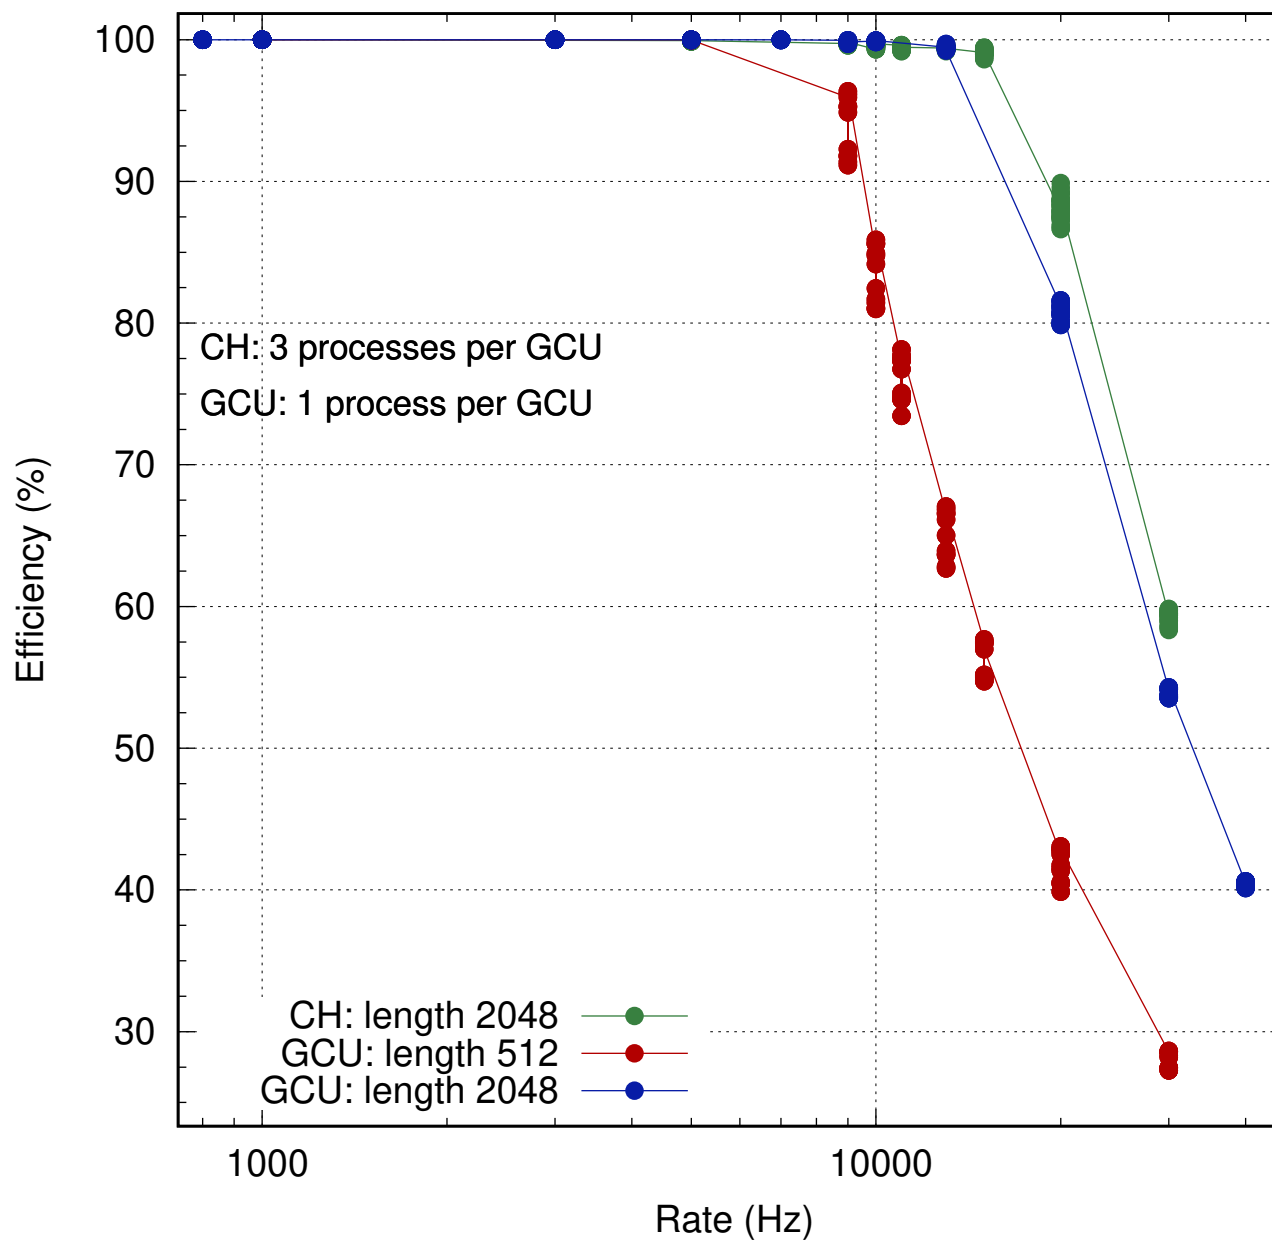 100
90
80
CH: 3 processes per GCU
GCU: 1 process per GCU
70
60
50
40
30
Efficiency (%)
CH: length 2048
GCU: length 512
GCU: length 2048
1000
10000
Rate (Hz)